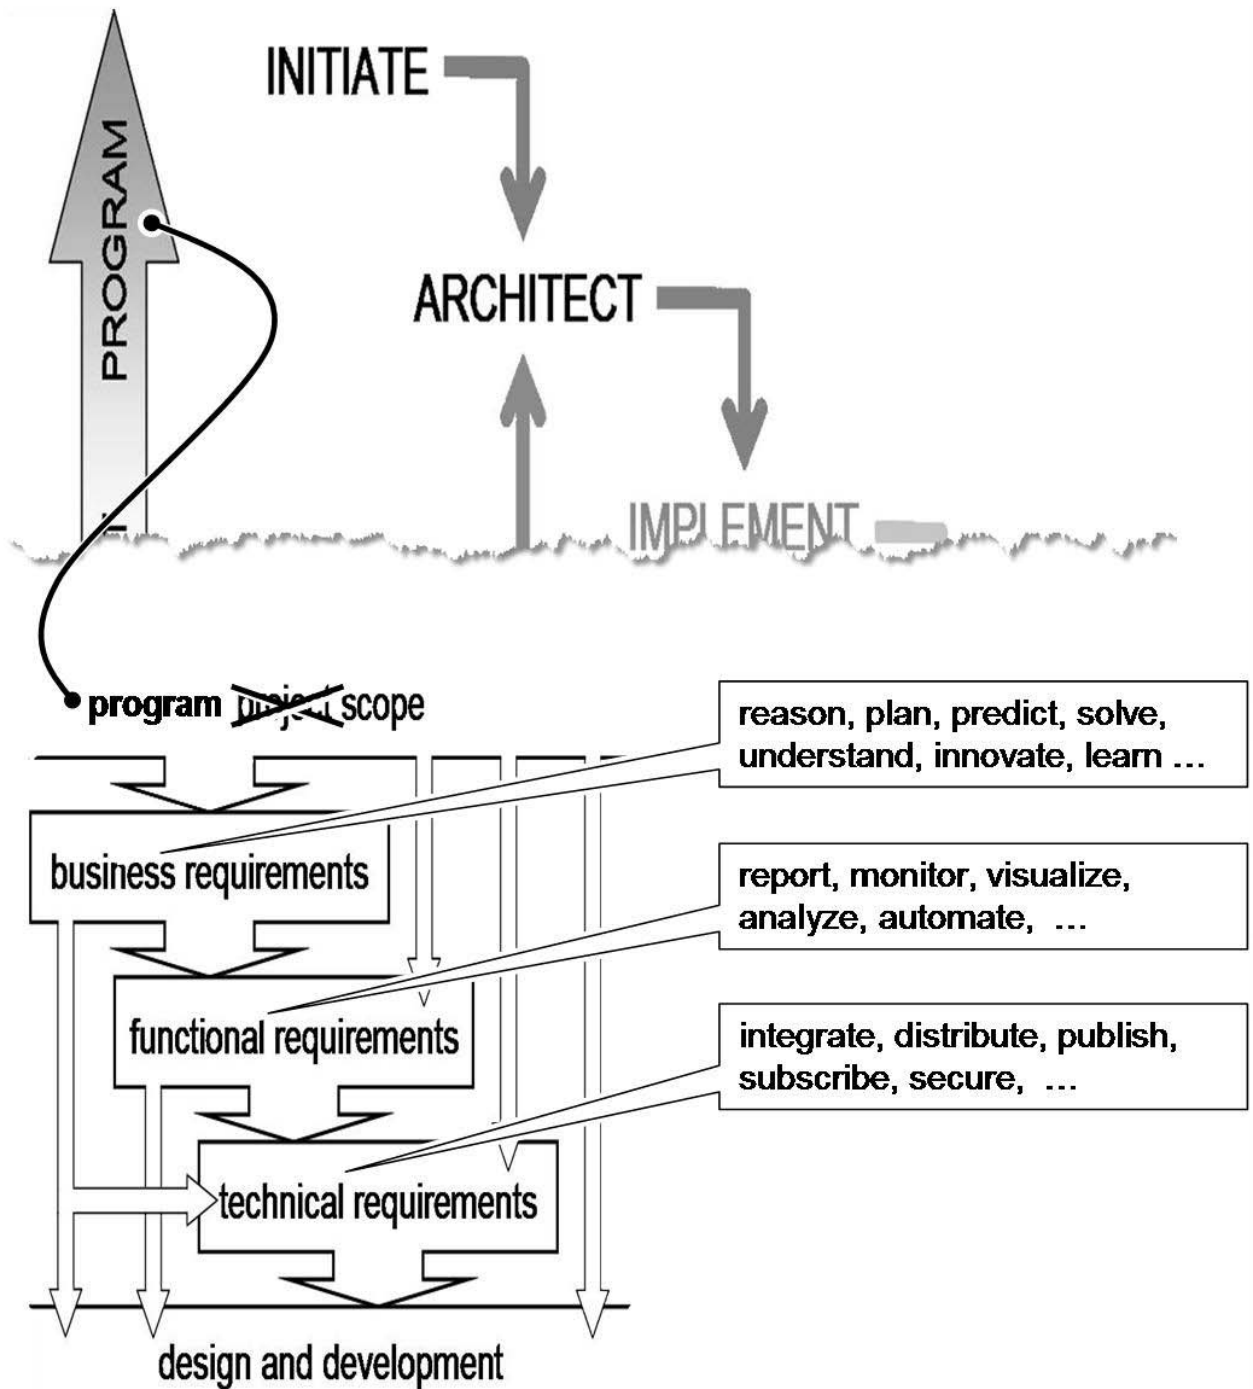 PROGRAM
INITIATE
ARCHITECT
IMPLEMENT
program project scope
reason, plan, predict, solve,
understand, innovate, learn ...
business requirements
report, monitor, visualize,
analyze, automate,  ...
functional requirements
integrate, distribute, publish,
subscribe, secure,  ...
technical requirements
design and development